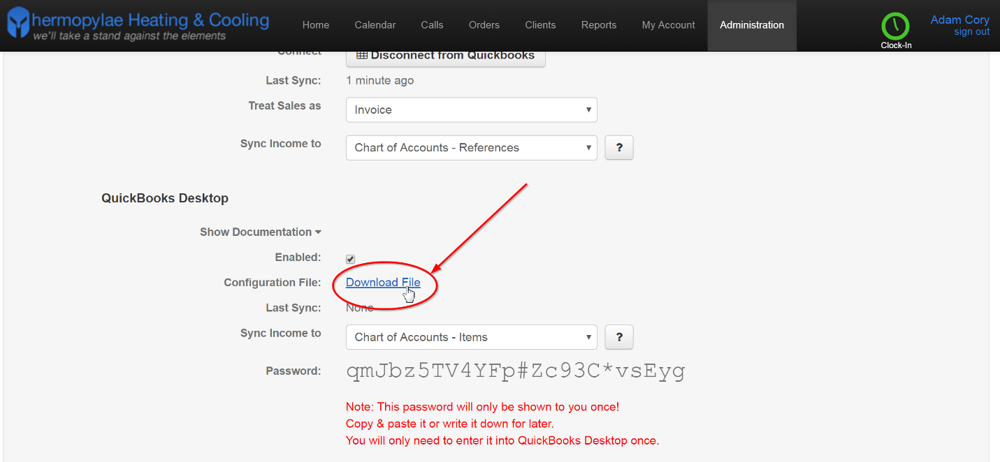 hermopylae Heating & Cooling
we'll take a stand against the elements
Home Calendar Calls Orders Clients Reports My Account Administration
Clock-In
Adam Cory
sign out
Connect Disconnect from Quickbooks
Last Sync: 1 minute ago
Treat Sales as Invoice
Sync Income to Chart of Accounts - References ?
QuickBooks Desktop
Show Documentation
Enabled:
Configuration File: Download File
Last Sync: None
Sync Income to Chart of Accounts - Items ?
Password: qmJbz5TV4YFp#Zc93C*vsEyg
Note: This password will only be shown to you once!
Copy & paste it or write it down for later.
You will only need to enter it into QuickBooks Desktop once.